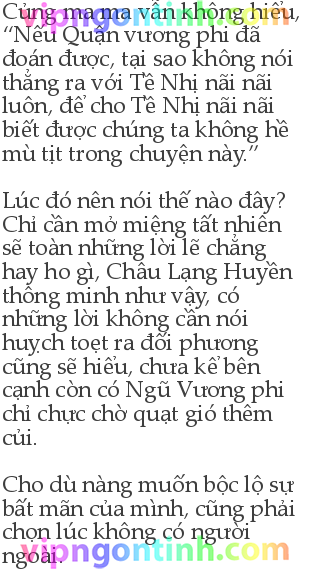 Củng ma ma vẫn không hiểu,
“Nếu Quận vương phi đã
đoán được, tại sao không nói
thẳng ra với Tề Nhị nãi nãi
luôn, để cho Tề Nhị nãi nãi
biết được chúng ta không hề
mù tịt trong chuyện này.”
Lúc đó nên nói thế nào đây?
Chỉ cần mở miệng tất nhiên
sẽ toàn những lời lẽ chẳng
hay ho gì, Châu Lạng Huyền
thông minh như vậy, có
những lời không cần nói
huỵch toẹt ra đối phương
cũng sẽ hiểu, chưa kể bên
cạnh còn có Ngũ Vương phi
chỉ chực chờ quạt gió thêm
củi.
Cho dù nàng muốn bộc lộ sự
bất mãn của mình, cũng phải
chọn lúc không có người
ngoài.
vipngontinh.com
vipngontinh.com